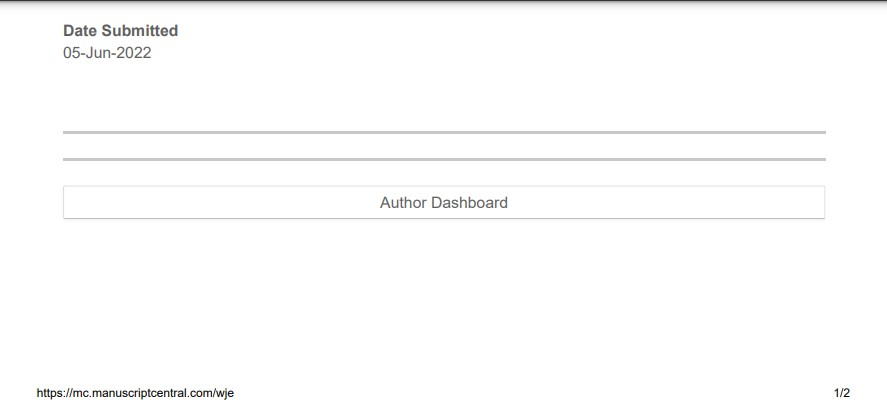 Date Submitted
05-Jun-2022
Author Dashboard
https://mc.manuscriptcentral.com/wje 1/2